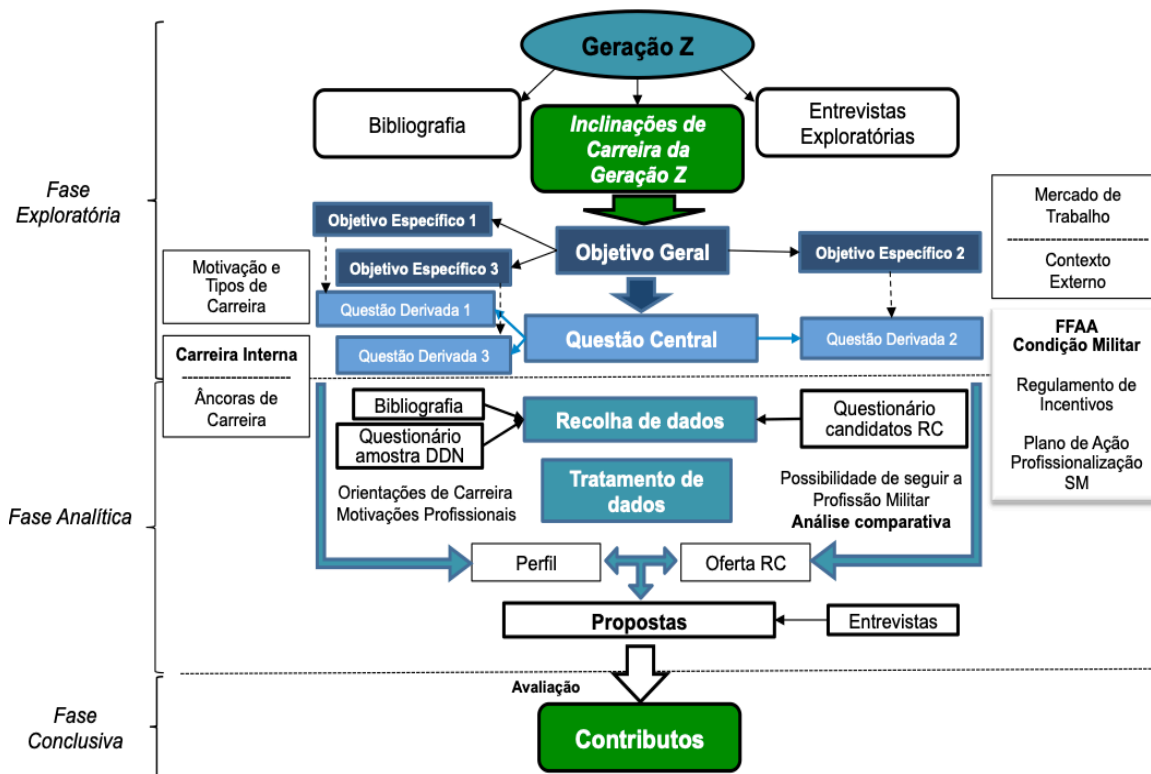 Geração Z
Bibliografia
Inclinações de
Carreira da
Geração Z
Entrevistas
Exploratórias
Fase
Exploratória
Objetivo Específico 1
Objetivo Geral
Objetivo Específico 2
Objetivo Específico 3
Mercado de
Trabalho
Contexto
Externo
Motivação e
Tipos de
Carreira
Questão Derivada 1
Questão Central
Questão Derivada 2
Questão Derivada 3
Carreira Interna
Âncoras de
Carreira
FFAA
Condição Militar
Regulamento de
Incentivos
Plano de Ação
Profissionalização
SM
Fase Analítica
Bibliografia
Questionário
amostra DDN
Recolha de dados
Questionário
candidatos RC
Orientações de Carreira
Motivações Profissionais
Tratamento de
dados
Possibilidade de seguir a
Profissão Militar
Análise comparativa
Perfil
Oferta RC
Propostas
Entrevistas
Avaliação
Fase
Conclusiva
Contributos